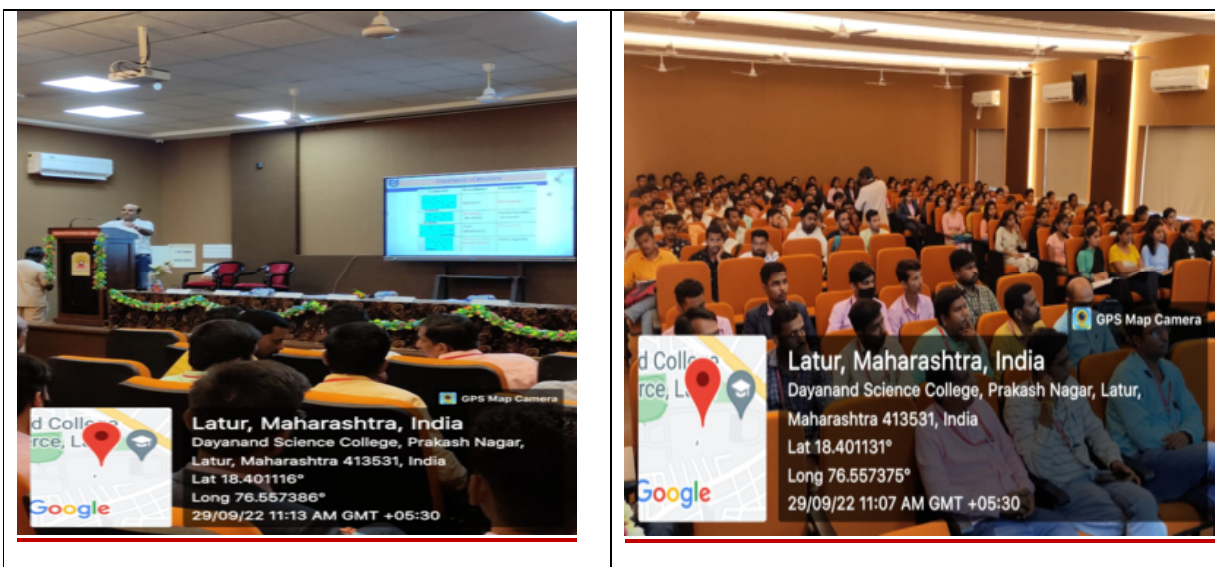 GPS Map Camera
d Colle
rce, L
Google
Latur, Maharashtra, India
Dayanand Science College, Prakash Nagar,
Latur, Maharashtra 413531, India
Lat 18.401116°
Long 76.557386°
29/09/22 11:13 AM GMT +05:30
GPS Map Camera
d College
rce, L
Google
Latur, Maharashtra, India
Dayanand Science College, Prakash Nagar, Latur,
Maharashtra 413531, India
Lat 18.401131°
Long 76.557375°
29/09/22 11:07 AM GMT +05:30